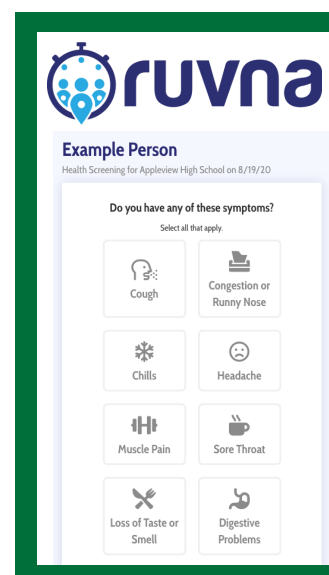 ruvna
Example Person
Health Screening for Appleview High School on 8/19/20
Do you have any of these symptoms?
Select all that apply.
Cough
Congestion or
Runny Nose
Chills
Headache
Muscle Pain
Sore Throat
Loss of Taste or
Smell
Digestive
Problems